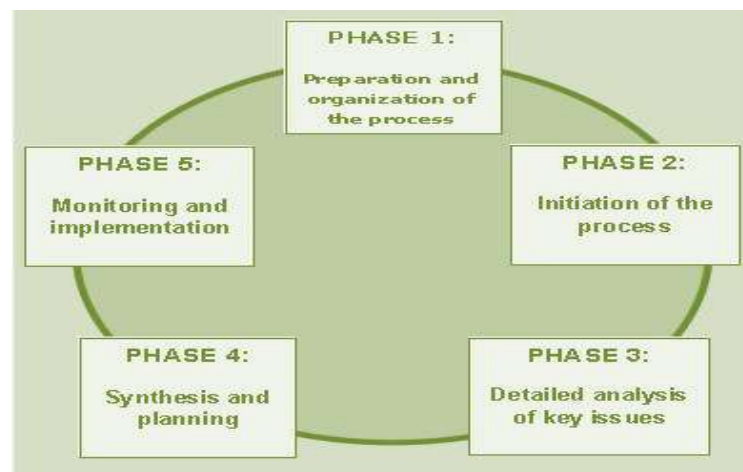 PHASE 1:
Preparation and
organization of
the process
PHASE 2:
Initiation of the
process
PHASE 3:
Detailed analysis
of key issues
PHASE 4:
Synthesis and
planning
PHASE 5:
Monitoring and
implementation